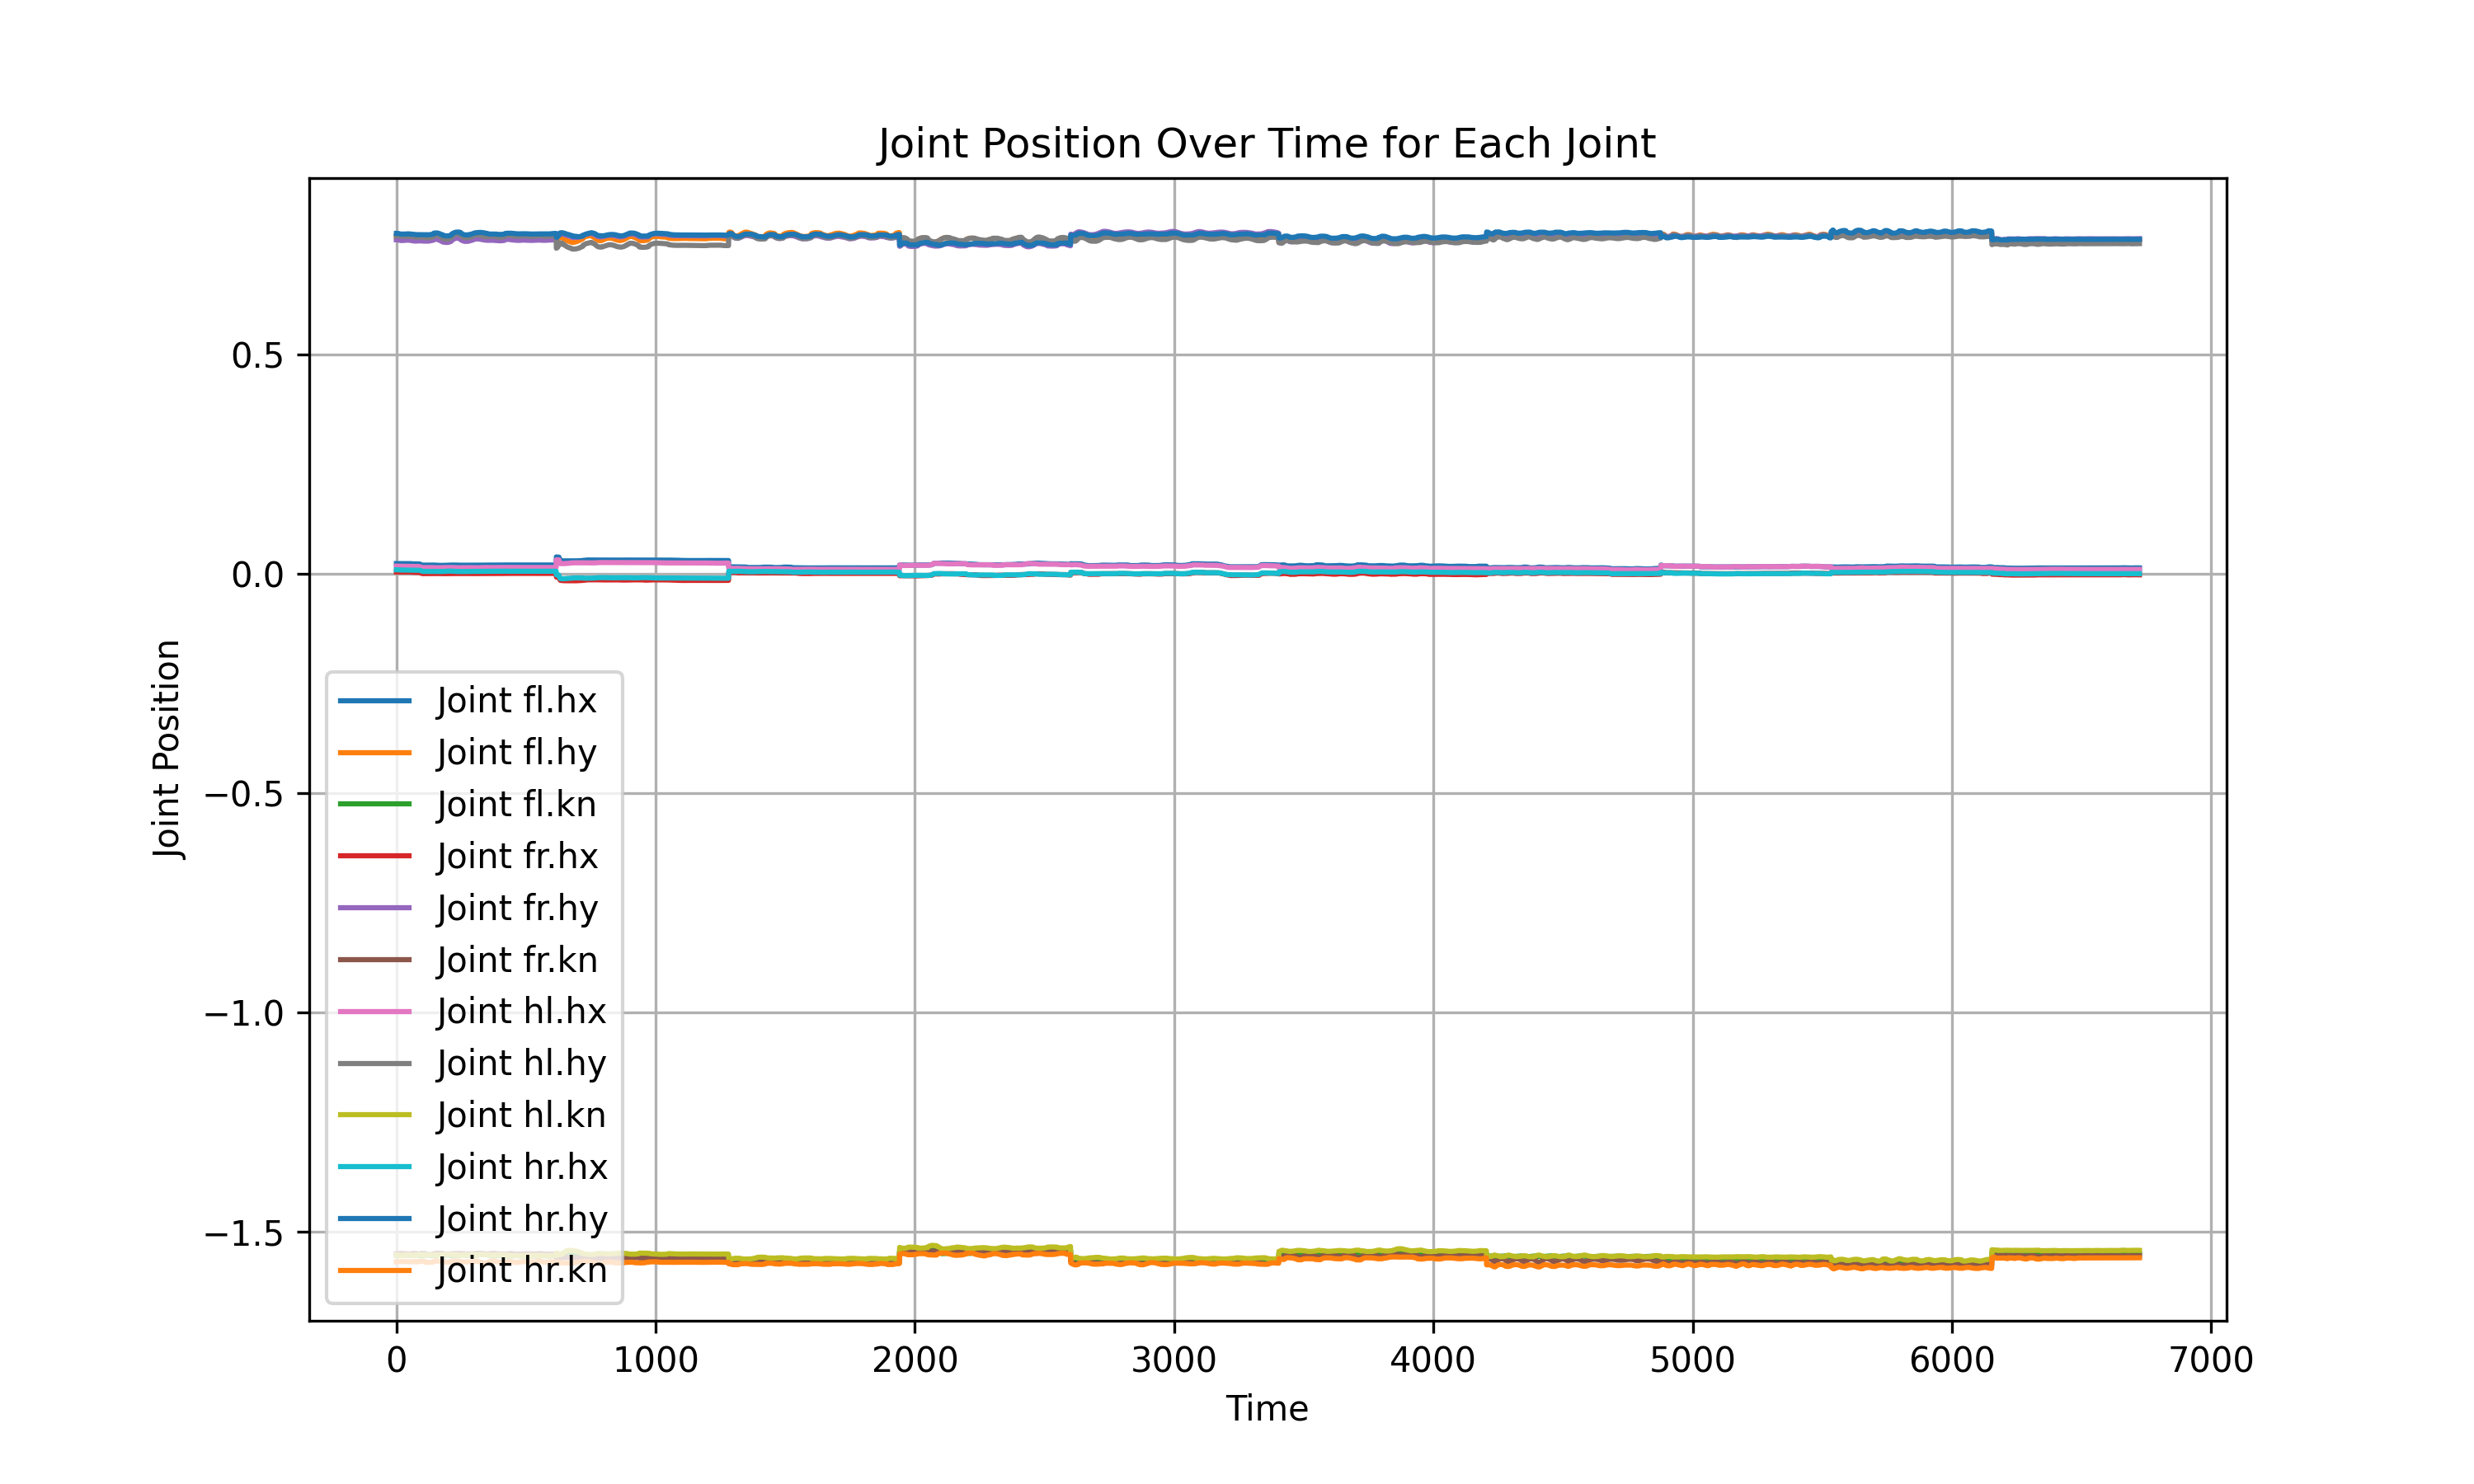 Joint Position Over Time for Each Joint
Joint Position
0.5
0.0
−0.5
−1.0
−1.5
Joint fl.hx
Joint fl.hy
Joint fl.kn
Joint fr.hx
Joint fr.hy
Joint fr.kn
Joint hl.hx
Joint hl.hy
Joint hl.kn
Joint hr.hx
Joint hr.hy
Joint hr.kn
0 1000 2000 3000 4000 5000 6000 7000
Time